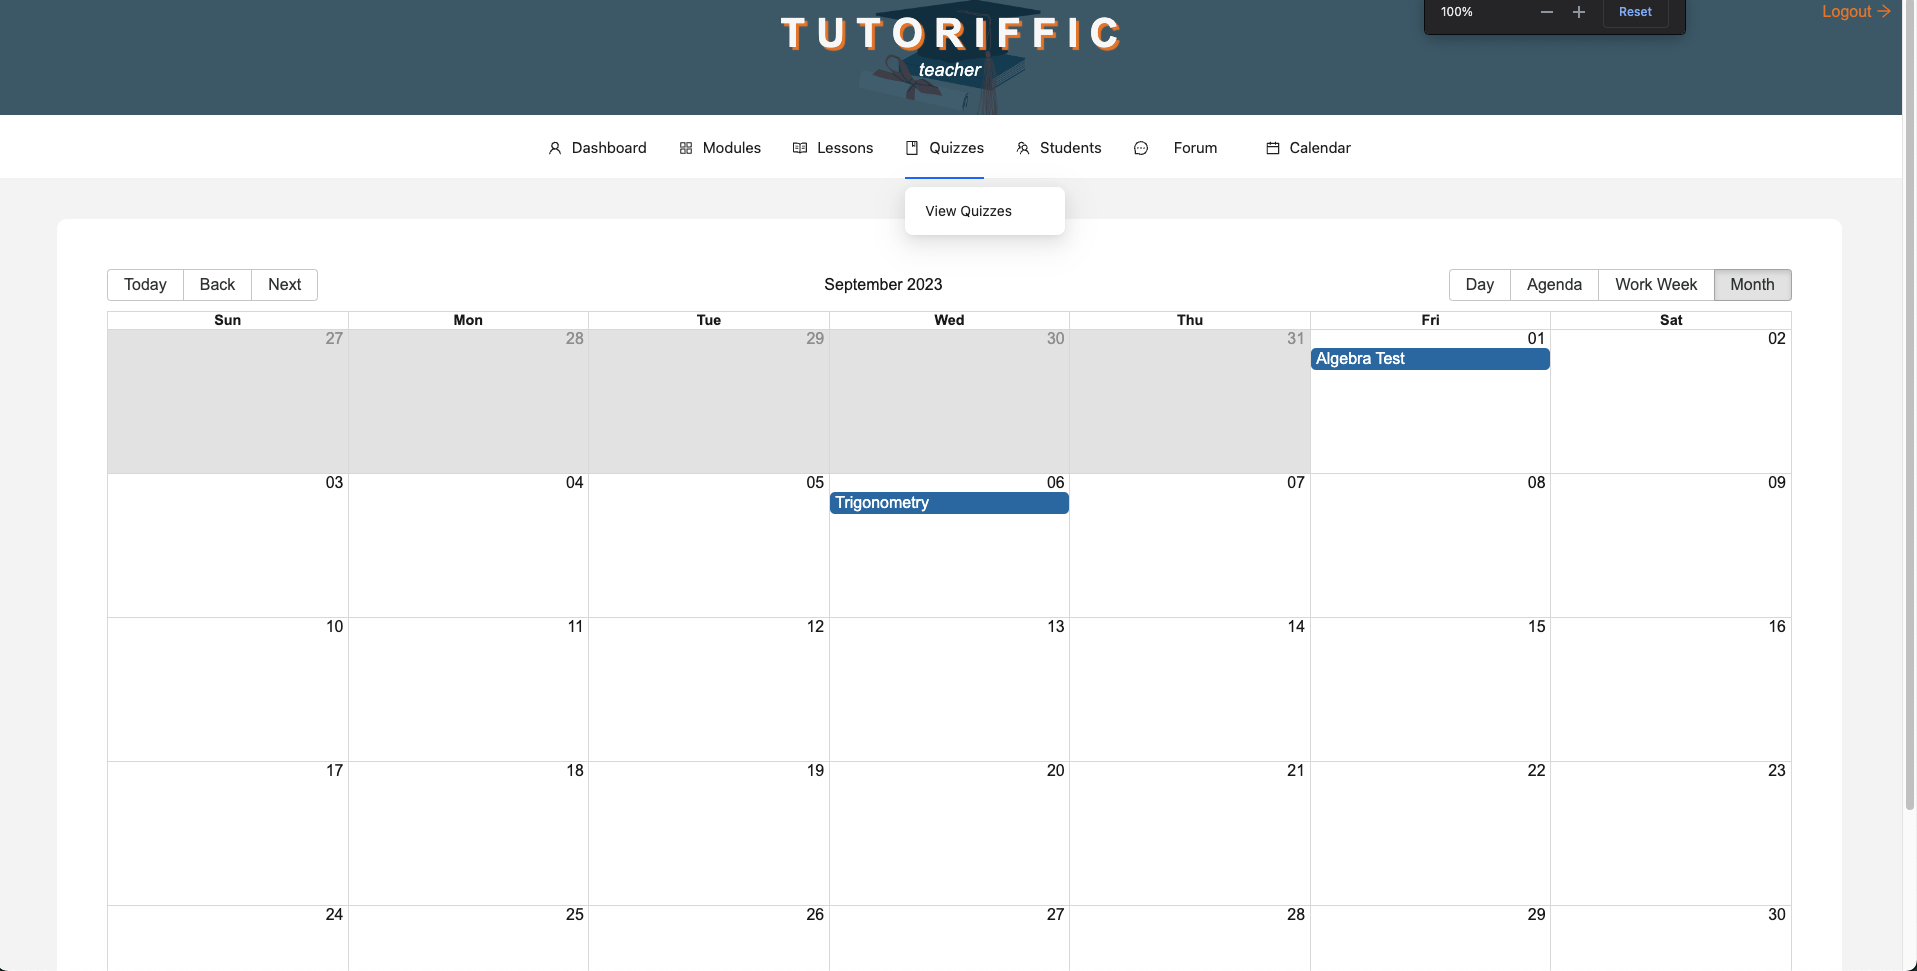 100% Reset
Logout
TUTORIFFIC
teacher
Dashboard Modules Lessons Quizzes Students Forum Calendar
View Quizzes
Today Back Next September 2023 Day Agenda Work Week Month
Sun Mon Tue Wed Thu Fri Sat
27 28 29 30 31 01 02
Algebra Test
03 04 05 06 07 08 09
Trigonometry
10 11 12 13 14 15 16
17 18 19 20 21 22 23
24 25 26 27 28 29 30